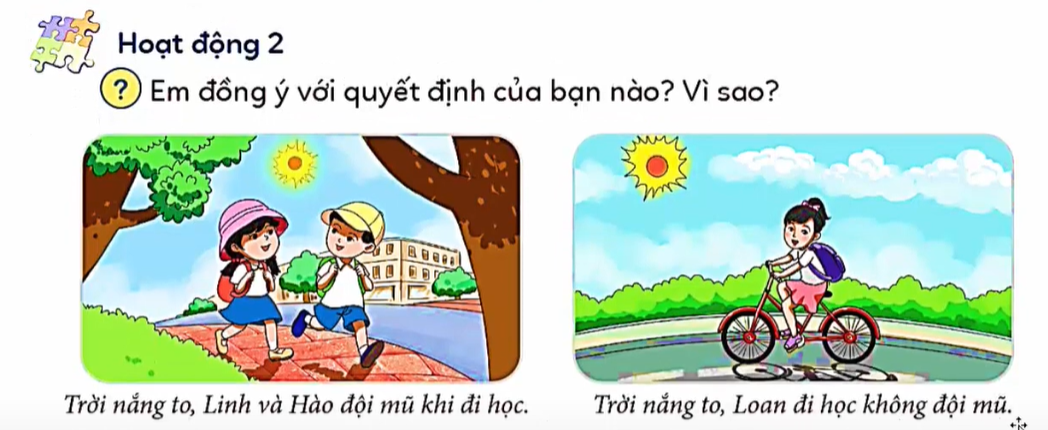 Hoạt động 2
? Em đồng ý với quyết định của bạn nào? Vì sao?
Trời nắng to, Linh và Hào đội mũ khi đi học.
Trời nắng to, Loan đi học không đội mũ.